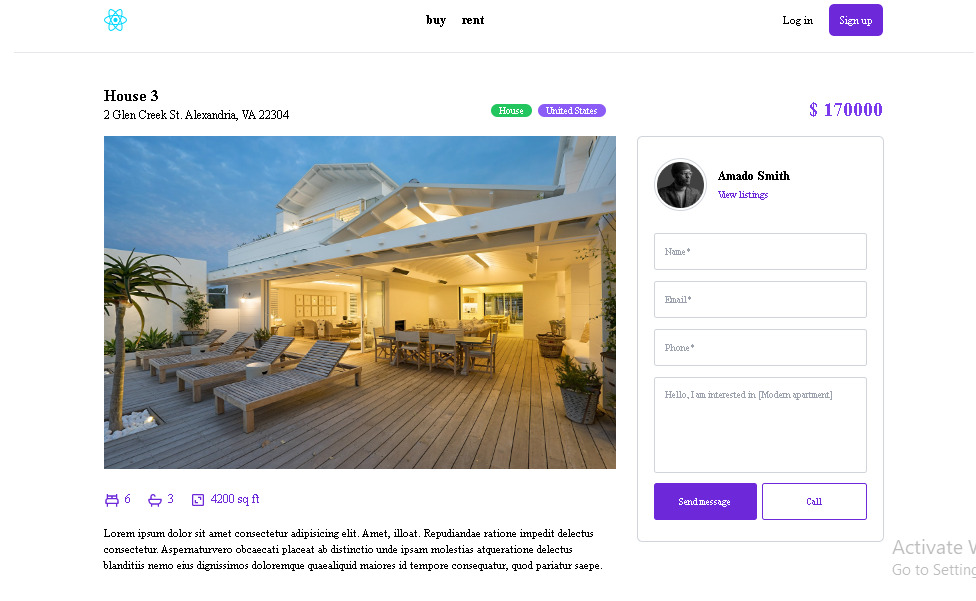 buy rent
Log in
Sign up
House 3
2 Glen Creek St. Alexandria, VA 22304
House
United States
$ 170000
Amado Smith
View listings
Name*
Email*
Phone*
Hello, I am interested in [Modern apartment]
Send message
Call
6
3
4200 sq ft
Lorem ipsum dolor sit amet consectetur adipisicing elit. Amet, illoat. Repudiandae ratione impedit delectus
consectetur. Aspernaturvero obcaecati placeat ab distinctio unde ipsam molestias atqueratione delectus
blanditiis nemo eius dignissimos doloremque quaealiquid maiores id tempore consequatur, quod pariatur saepe.
Activate
Go to Setting